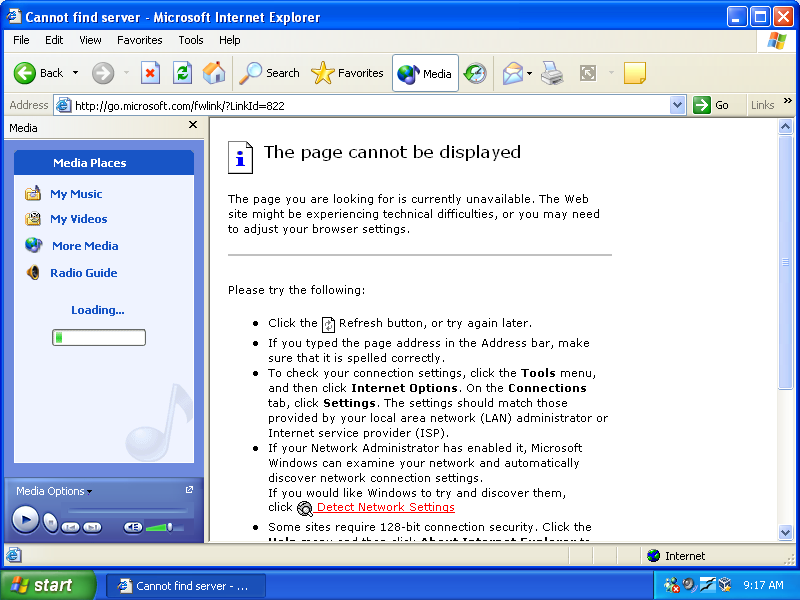 Cannot find server - Microsoft Internet Explorer
File Edit View Favorites Tools Help
Back Search Favorites Media
Address http://go.microsoft.com/fwlink/?LinkId=822 Go Links »
Media
Media Places
My Music
My Videos
More Media
Radio Guide
Loading...
Media Options
The page cannot be displayed
The page you are looking for is currently unavailable. The Web
site might be experiencing technical difficulties, or you may need
to adjust your browser settings.
Please try the following:
Click the Refresh button, or try again later.
If you typed the page address in the Address bar, make
sure that it is spelled correctly.
To check your connection settings, click the Tools menu,
and then click Internet Options. On the Connections
tab, click Settings. The settings should match those
provided by your local area network (LAN) administrator or
Internet service provider (ISP).
If your Network Administrator has enabled it, Microsoft
Windows can examine your network and automatically
discover network connection settings.
If you would like Windows to try and discover them,
click Detect Network Settings
Some sites require 128-bit connection security. Click the
Help menu and then click About Internet Explorer to
Internet
start Cannot find server - ... 9:17 AM